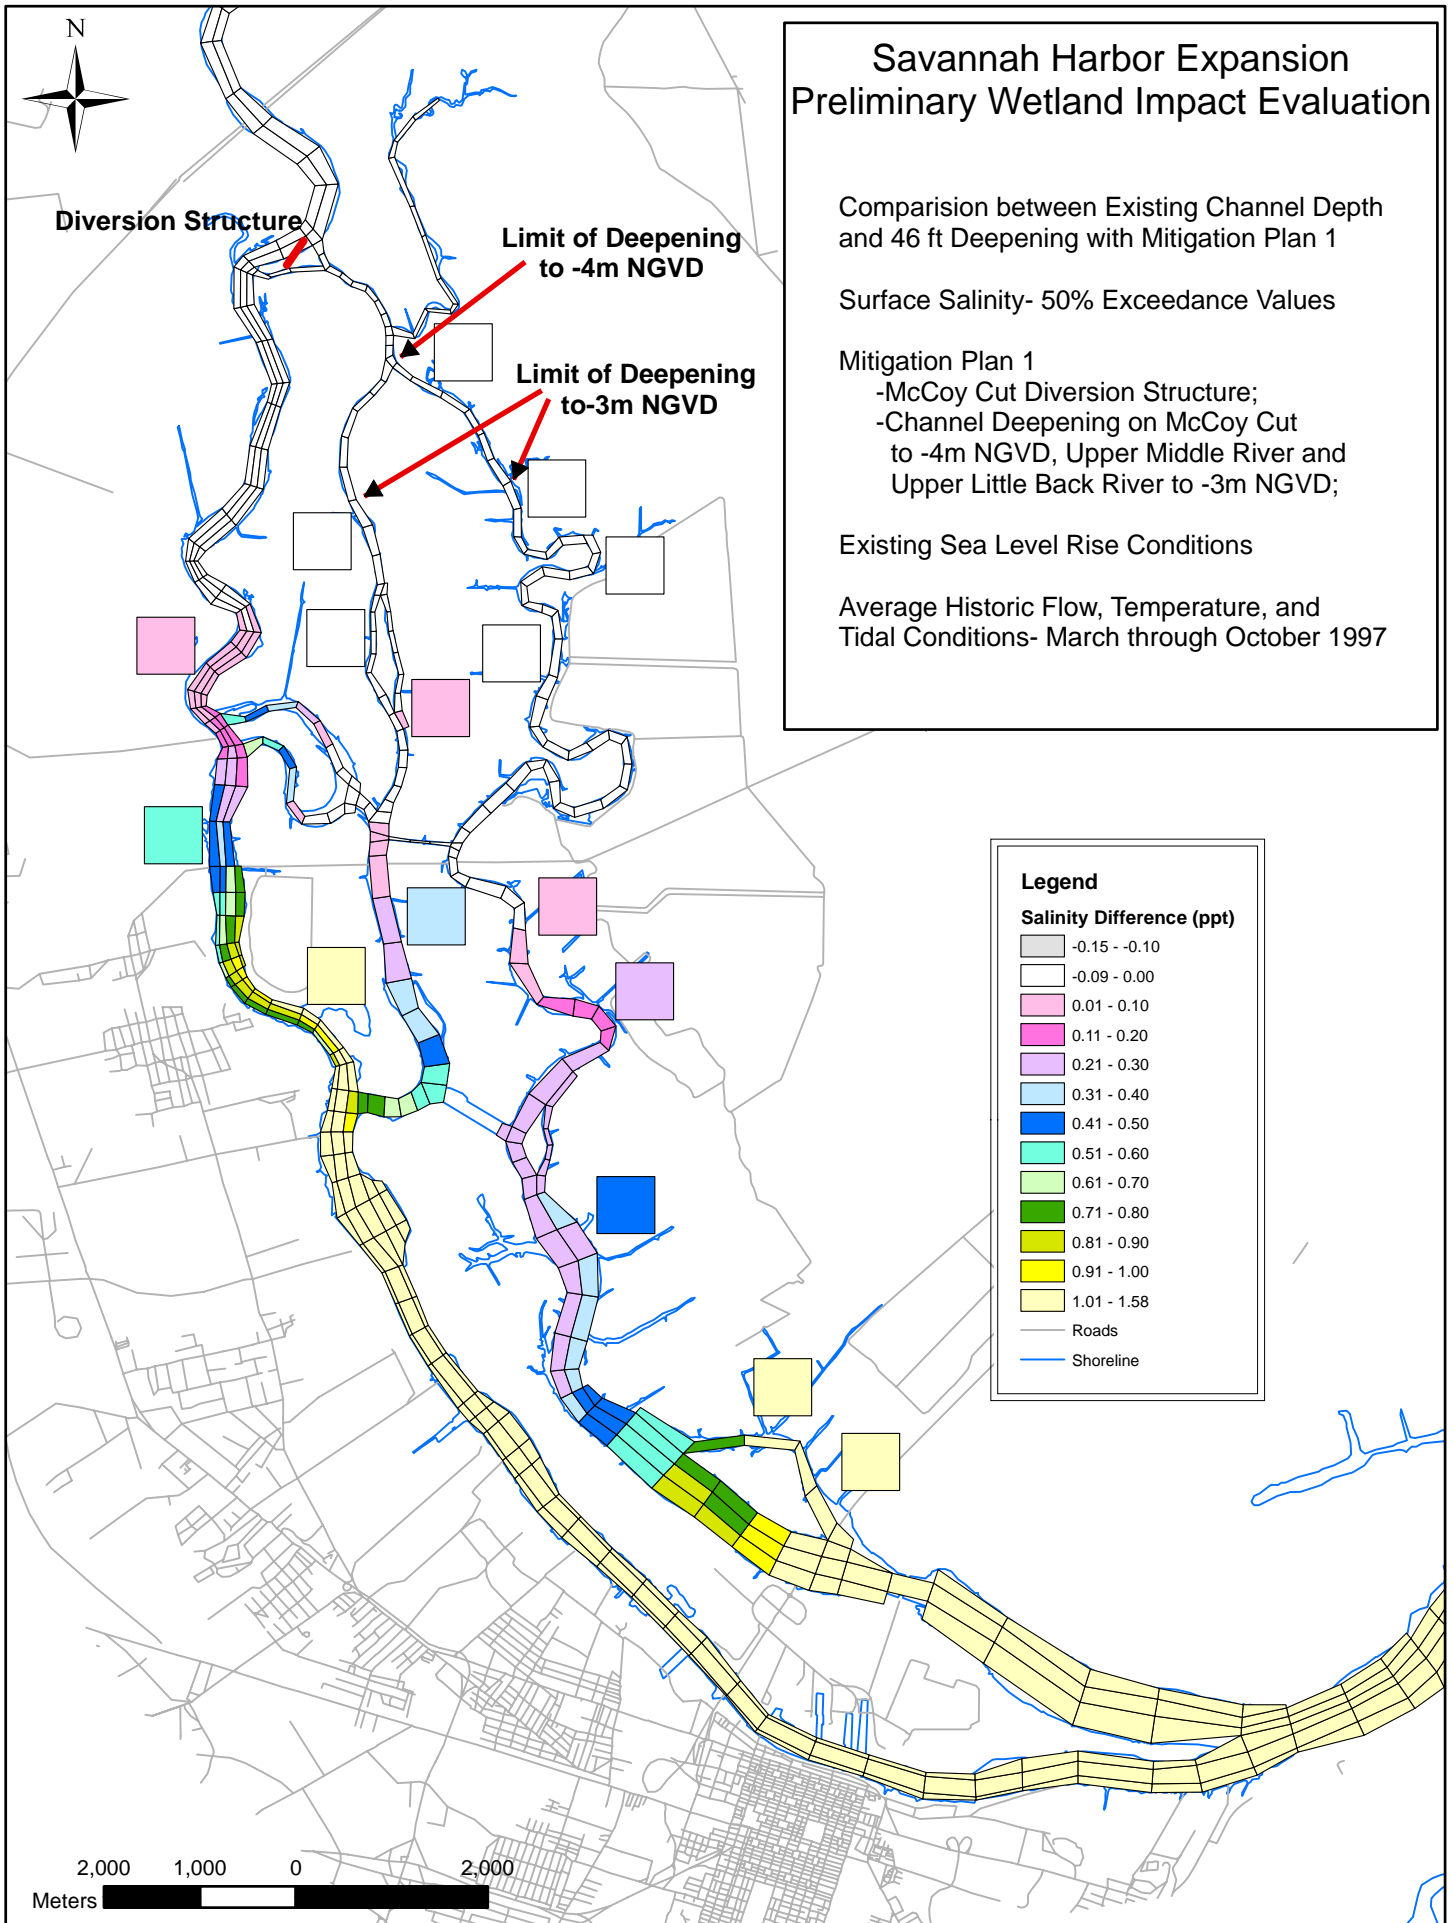 N
Savannah Harbor Expansion
Preliminary Wetland Impact Evaluation
Comparision between Existing Channel Depth
and 46 ft Deepening with Mitigation Plan 1
Surface Salinity- 50% Exceedance Values
Mitigation Plan 1
-McCoy Cut Diversion Structure;
-Channel Deepening on McCoy Cut
to -4m NGVD, Upper Middle River and
Upper Little Back River to -3m NGVD;
Existing Sea Level Rise Conditions
Average Historic Flow, Temperature, and
Tidal Conditions- March through October 1997
Diversion Structure
Limit of Deepening
to -4m NGVD
Limit of Deepening
to-3m NGVD
Legend
Salinity Difference (ppt)
-0.15 - -0.10
-0.09 - 0.00
0.01 - 0.10
0.11 - 0.20
0.21 - 0.30
0.31 - 0.40
0.41 - 0.50
0.51 - 0.60
0.61 - 0.70
0.71 - 0.80
0.81 - 0.90
0.91 - 1.00
1.01 - 1.58
Roads
Shoreline
2,000 1,000 0 2,000
Meters